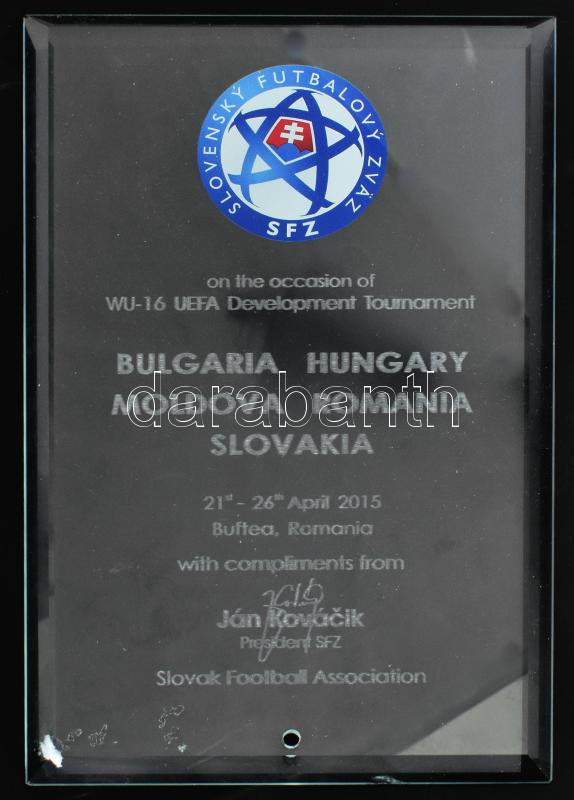 SLOVENSKÝ FUTBALOVÝ ZVÄZ
SFZ
on the occasion of
WU-16 UEFA Development Tournament
BULGARIA HUNGARY
MOLDOVA ROMANIA
darabanth
SLOVAKIA
21st - 26th April 2015
Buftea, Romania
with compliments from
Ján Kováčik
President SFZ
Slovak Football Association